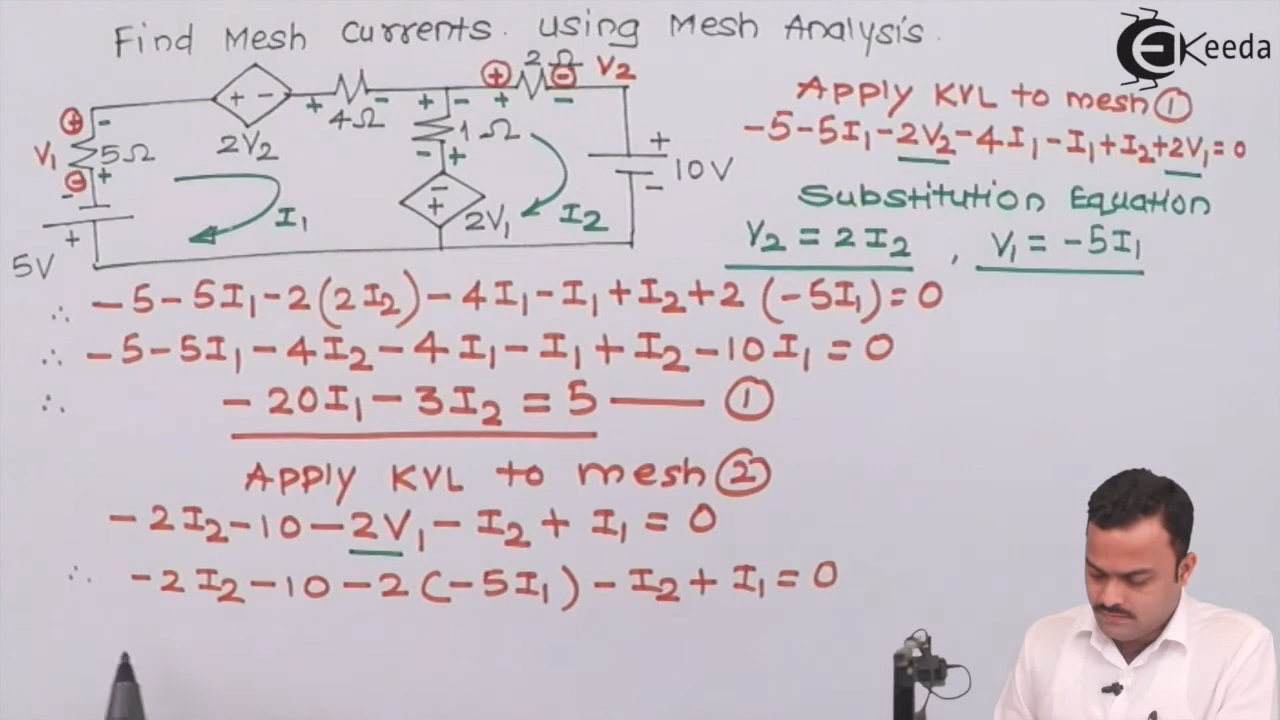 Find Mesh Currents. using Mesh Analysis.
EKeeda
2Ω
V2
+ -
2V2
+ -
4Ω
+ -
1Ω
- +
+ -
V1
5Ω
+ -
10V
- +
2V1
I1
I2
5V
Apply KVL to mesh ①
-5-5I1-2V2-4I1-I1+I2+2V1=0
Substitution Equation
V2 = 2I2 , V1 = -5I1
∴ -5-5I1-2(2I2)-4I1-I1+I2+2(-5I1)=0
∴ -5-5I1-4I2-4I1-I1+I2-10I1=0
∴ -20I1-3I2=5 —— ①
Apply KVL to mesh ②
-2I2-10-2V1-I2+I1=0
∴ -2I2-10-2(-5I1)-I2+I1=0